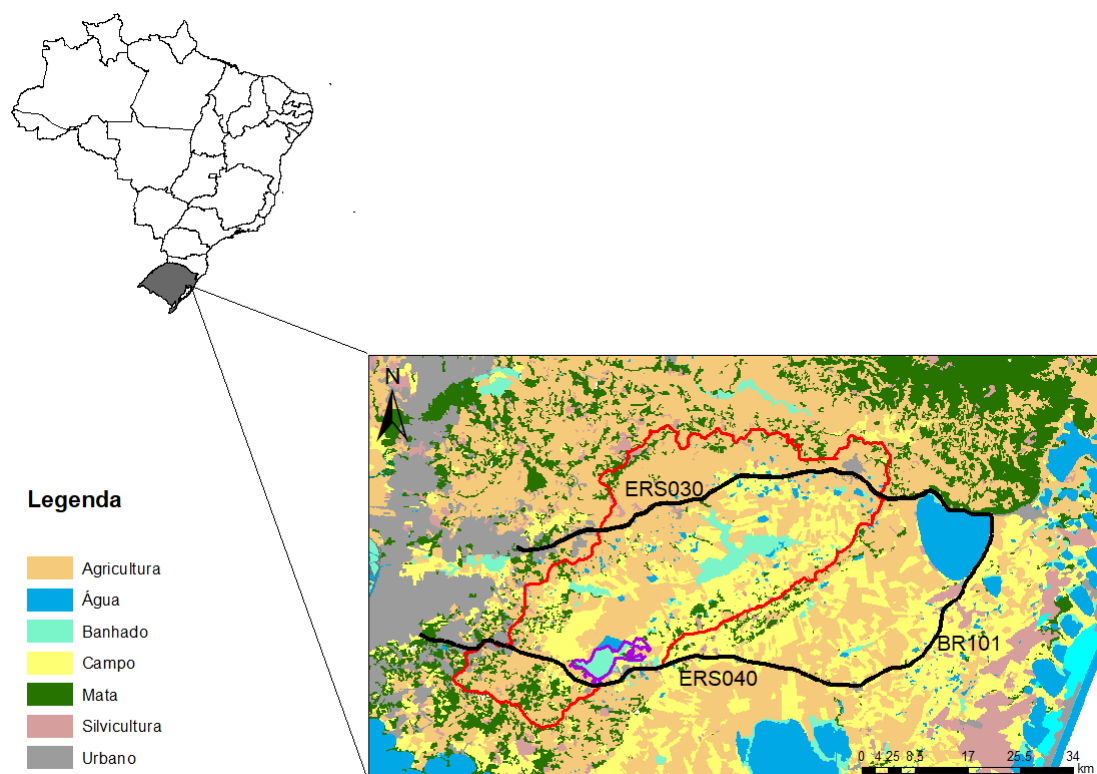 N
ERS030
Legenda
Agricultura
Água
Banhado
Campo
Mata
Silvicultura
Urbano
BR101
ERS040
0 4.25 8.5 17 25.5 34
km